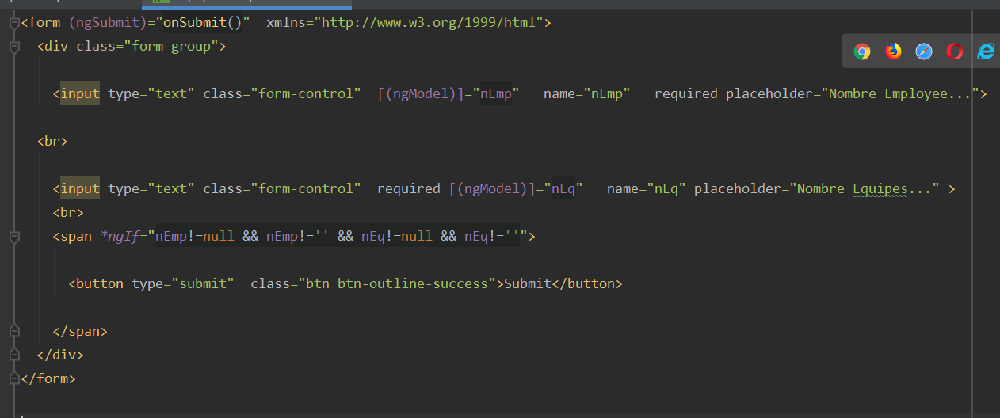 <form (ngSubmit)="onSubmit()"  xmlns="http://www.w3.org/1999/html">
<div class="form-group">
<input type="text" class="form-control"  [(ngModel)]="nEmp"   name="nEmp"   required placeholder="Nombre Employee...">
<br>
<input type="text" class="form-control"  required [(ngModel)]="nEq"   name="nEq" placeholder="Nombre Equipes..." >
<br>
<span *ngIf="nEmp!=null && nEmp!='' && nEq!=null && nEq!=''">
<button type="submit"  class="btn btn-outline-success">Submit</button>
</span>
</div>
</form>